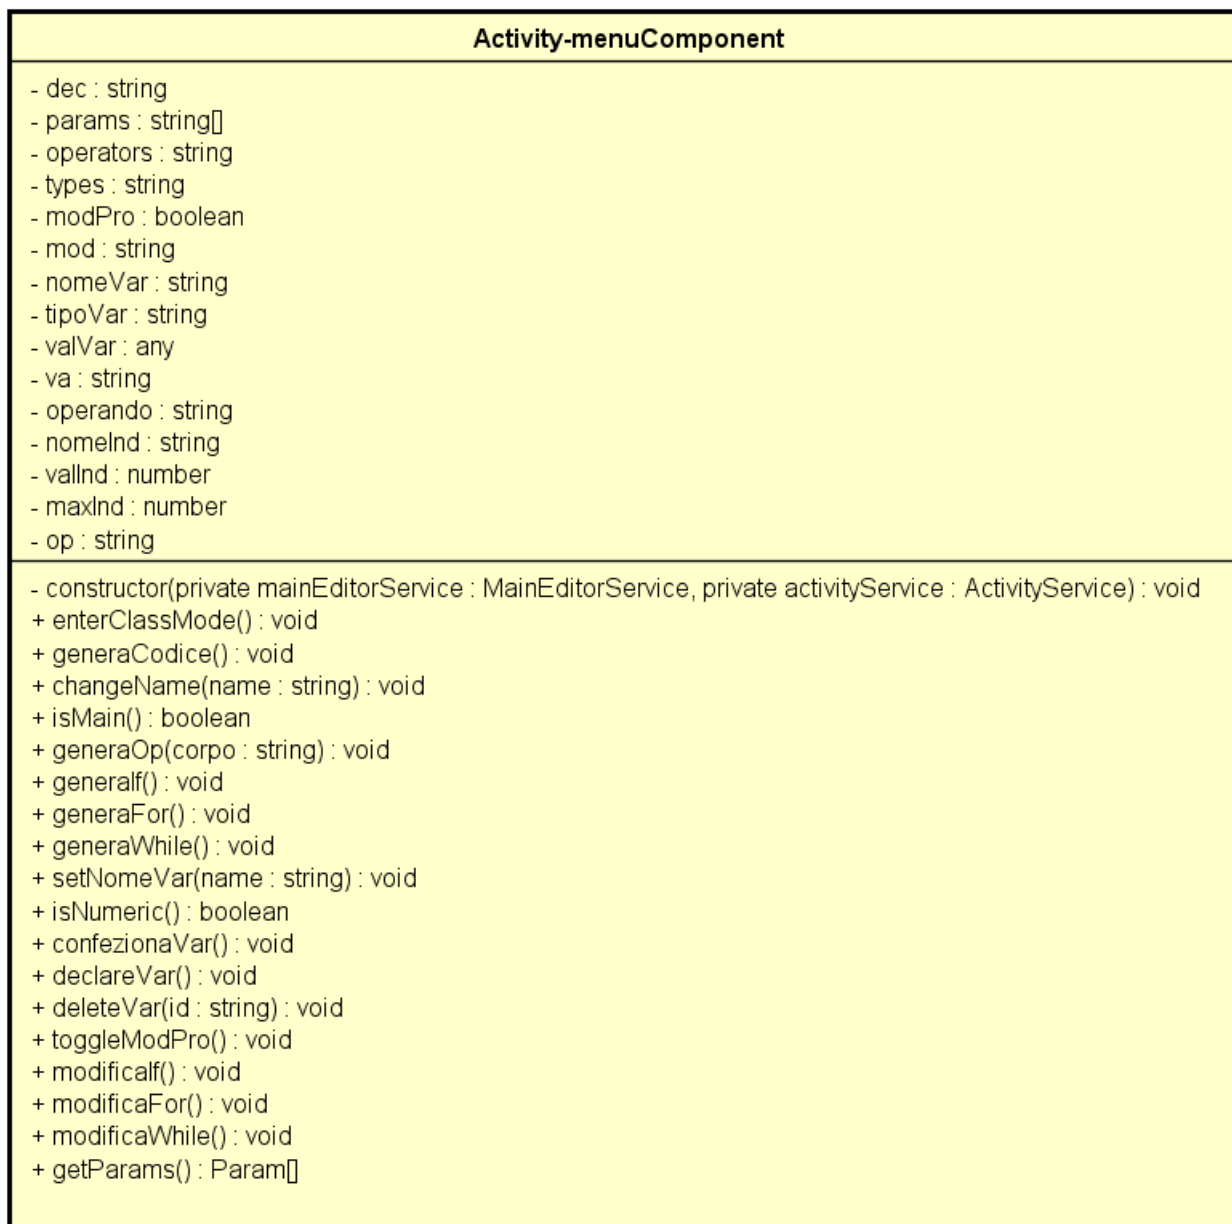 Activity-menuComponent
- dec : string
- params : string[]
- operators : string
- types : string
- modPro : boolean
- mod : string
- nomeVar : string
- tipoVar : string
- valVar : any
- va : string
- operando : string
- nomeInd : string
- valInd : number
- maxInd : number
- op : string
- constructor(private mainEditorService : MainEditorService, private activityService : ActivityService) : void
+ enterClassMode() : void
+ generaCodice() : void
+ changeName(name : string) : void
+ isMain() : boolean
+ generaOp(corpo : string) : void
+ generaIf() : void
+ generaFor() : void
+ generaWhile() : void
+ setNomeVar(name : string) : void
+ isNumeric() : boolean
+ confezionaVar() : void
+ declareVar() : void
+ deleteVar(id : string) : void
+ toggleModPro() : void
+ modificaIf() : void
+ modificaFor() : void
+ modificaWhile() : void
+ getParams() : Param[]